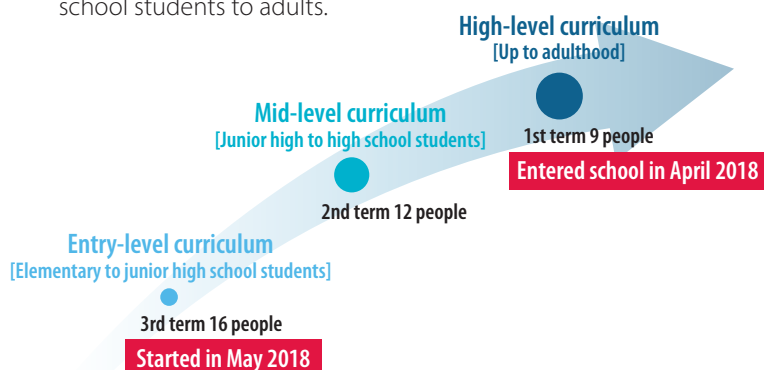 school students to adults.
High-level curriculum
[Up to adulthood]
1st term 9 people
Entered school in April 2018
Mid-level curriculum
[Junior high to high school students]
2nd term 12 people
Entry-level curriculum
[Elementary to junior high school students]
3rd term 16 people
Started in May 2018